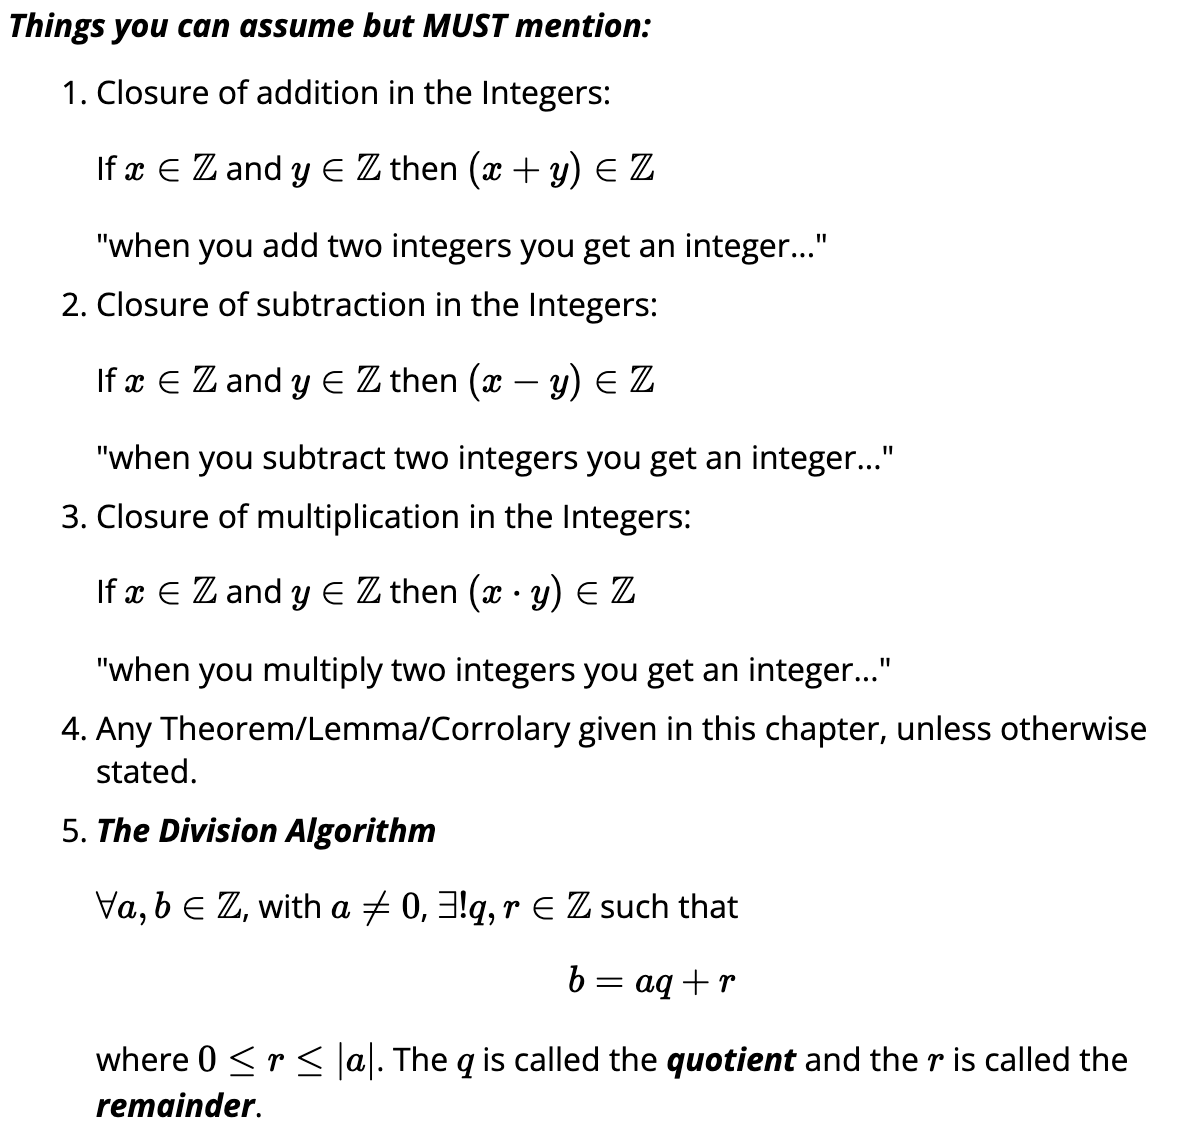 Things you can assume but MUST mention:
1. Closure of addition in the Integers:
If x ∈ ℤ and y ∈ ℤ then (x + y) ∈ ℤ
"when you add two integers you get an integer..."
2. Closure of subtraction in the Integers:
If x ∈ ℤ and y ∈ ℤ then (x − y) ∈ ℤ
"when you subtract two integers you get an integer..."
3. Closure of multiplication in the Integers:
If x ∈ ℤ and y ∈ ℤ then (x · y) ∈ ℤ
"when you multiply two integers you get an integer..."
4. Any Theorem/Lemma/Corrolary given in this chapter, unless otherwise
stated.
5. The Division Algorithm
∀a, b ∈ ℤ, with a ≠ 0, ∃!q, r ∈ ℤ such that
b = aq + r
where 0 ≤ r ≤ |a|. The q is called the quotient and the r is called the
remainder.